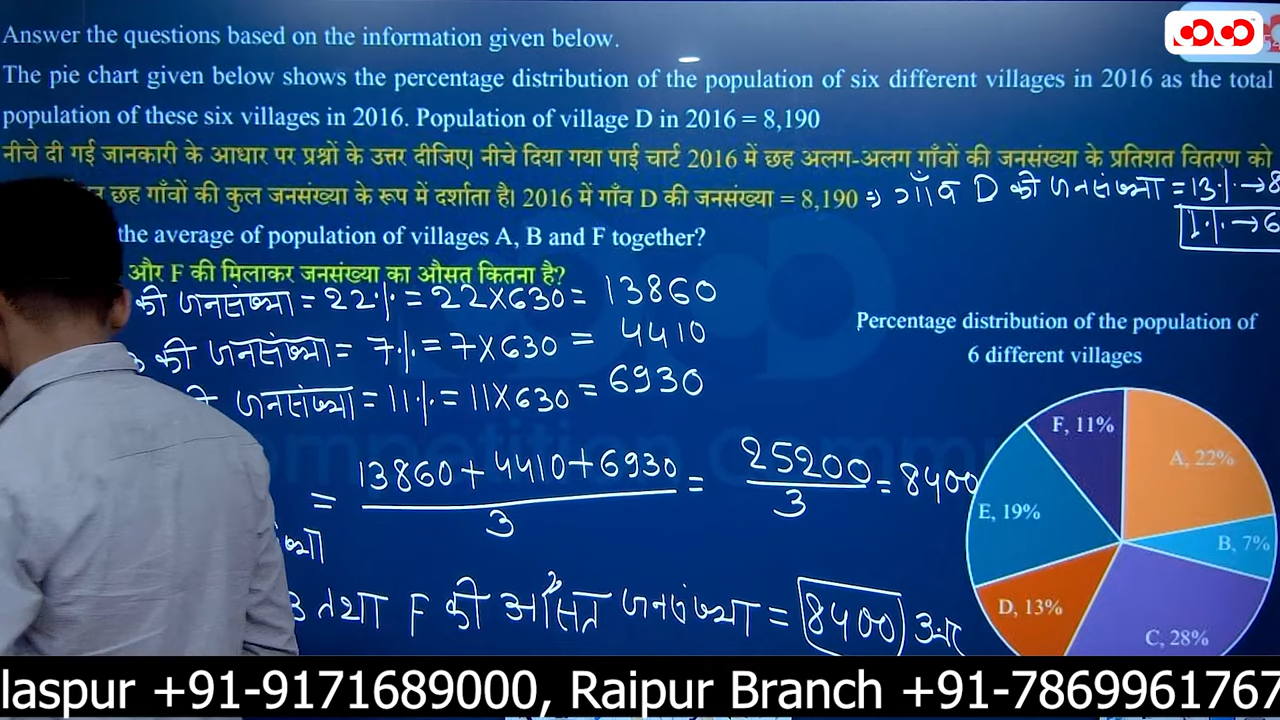 Answer the questions based on the information given below.
The pie chart given below shows the percentage distribution of the population of six different villages in 2016 as the total
population of these six villages in 2016. Population of village D in 2016 = 8,190
नीचे दी गई जानकारी के आधार पर प्रश्नों के उत्तर दीजिए। नीचे दिया गया पाई चार्ट 2016 में छह अलग-अलग गाँवों की जनसंख्या के प्रतिशत वितरण को
छह गाँवों की कुल जनसंख्या के रूप में दर्शाता है। 2016 में गाँव D की जनसंख्या = 8,190 ⇒ गाँव D की जनसंख्या = 13% → 8
1% → 6
the average of population of villages A, B and F together?
और F की मिलाकर जनसंख्या का औसत कितना है?
की जनसंख्या = 22% = 22×630 = 13860
की जनसंख्या = 7% = 7×630 = 4410
जनसंख्या = 11% = 11×630 = 6930
= 13860+4410+6930 / 3 = 25200 / 3 = 8400
तथा F की औसत जनसंख्या = 8400
Percentage distribution of the population of
6 different villages
F, 11%
A, 22%
E, 19%
B, 7%
D, 13%
C, 28%
laspur +91-9171689000, Raipur Branch +91-7869961767